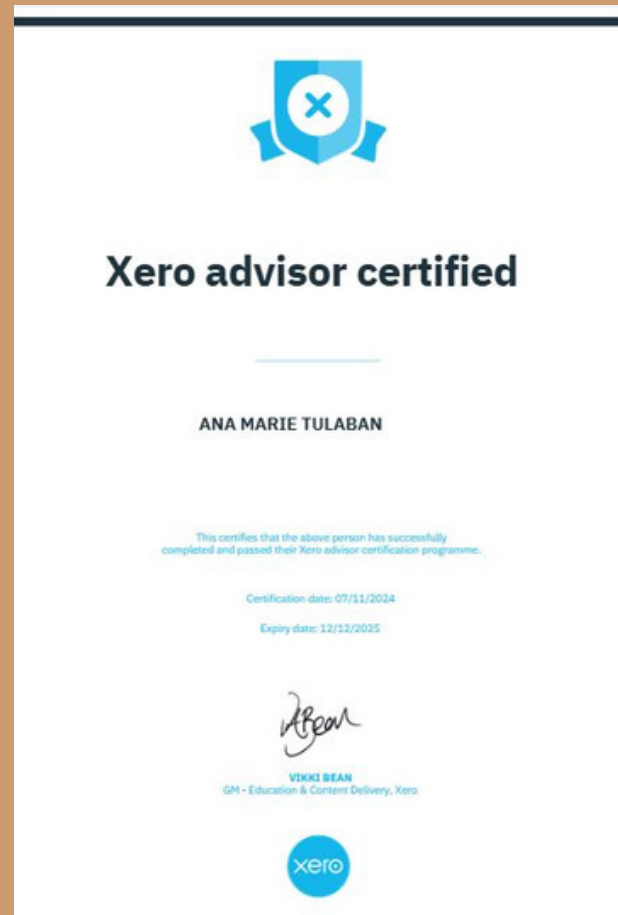 Xero advisor certified
ANA MARIE TULABAN
This certifies that the above person has successfully
completed and passed their Xero advisor certification programme.
Certification date: 07/11/2024
Expiry date: 12/12/2025
VIKKI BEAN
GM - Education & Content Delivery, Xero
xero